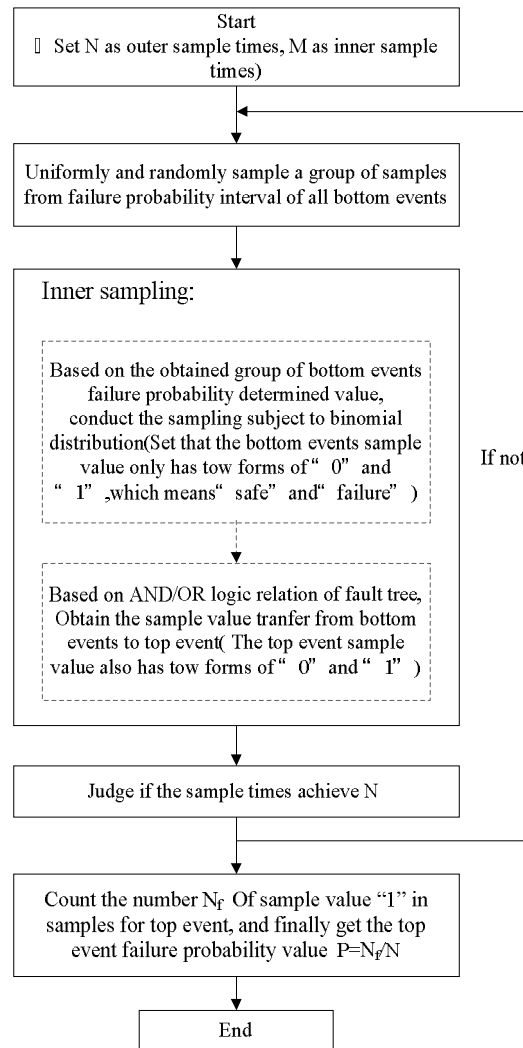 Start
Set N as outer sample times, M as inner sample
times)
Uniformly and randomly sample a group of samples
from failure probability interval of all bottom events
Inner sampling:
Based on the obtained group of bottom events
failure probability determined value,
conduct the sampling subject to binomial
distribution(Set that the bottom events sample
value only has tow forms of“ 0” and
“ 1” ,which means“ safe” and“ failure” )
If not
Based on AND/OR logic relation of fault tree,
Obtain the sample value tranfer from bottom
events to top event( The top event sample
value also has tow forms of“ 0” and“ 1” )
Judge if the sample times achieve N
Count the number Nf Of sample value “1” in
samples for top event, and finally get the top
event failure probability value P=Nf/N
End